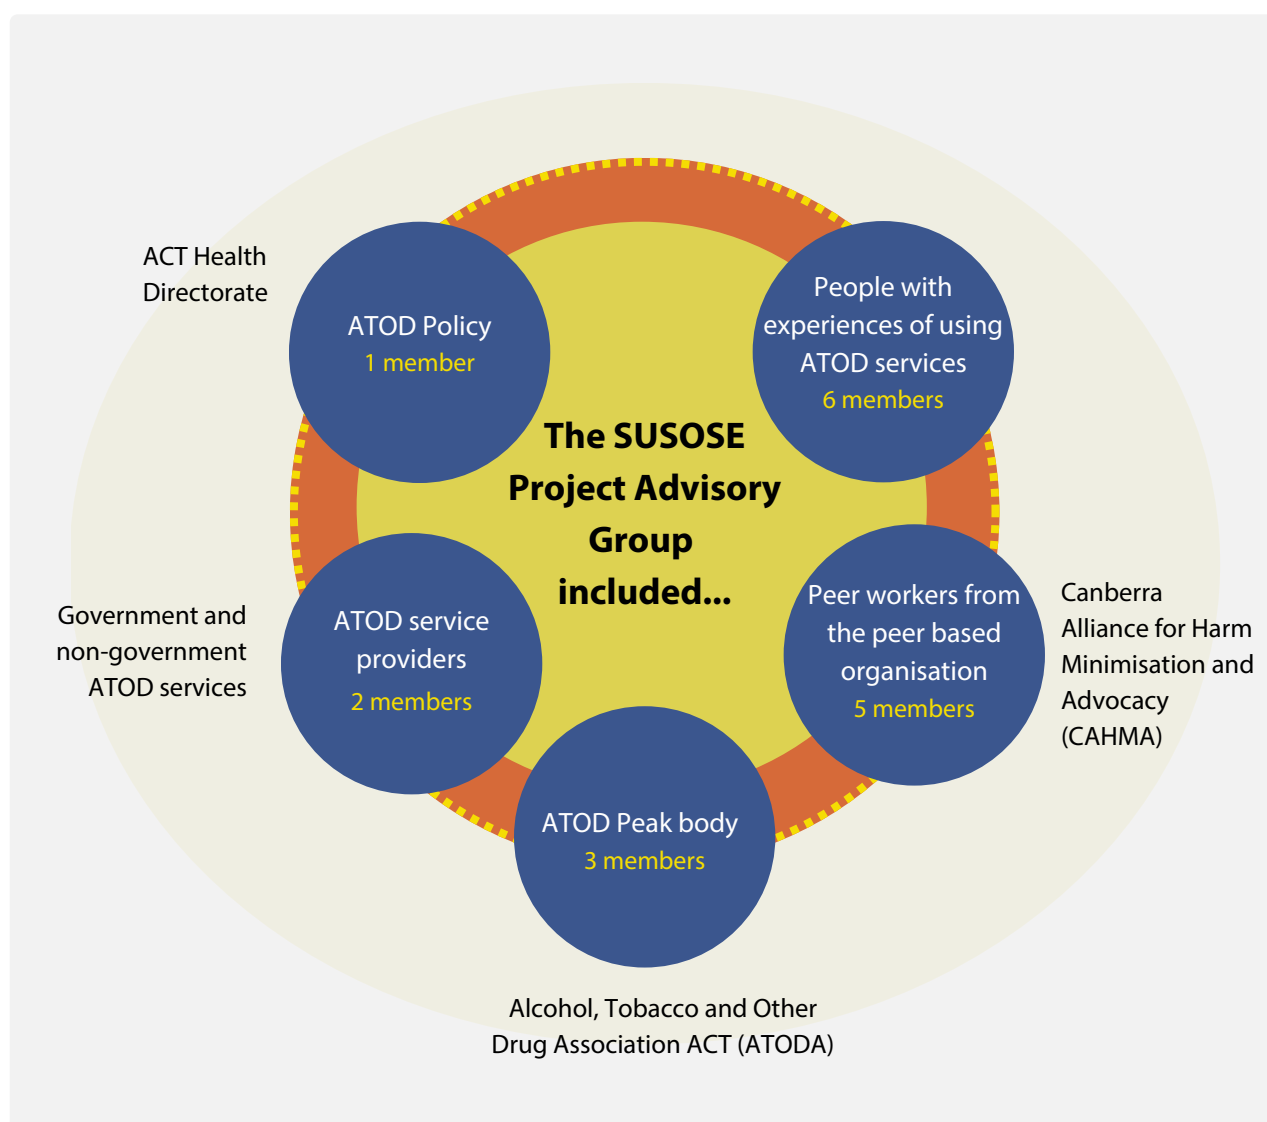 The SUSOSE
Project Advisory
Group
included...
ACT Health
Directorate
ATOD Policy
1 member
People with
experiences of using
ATOD services
6 members
Peer workers from
the peer based
organisation
5 members
Canberra
Alliance for Harm
Minimisation and
Advocacy
(CAHMA)
ATOD Peak body
3 members
Alcohol, Tobacco and Other
Drug Association ACT (ATODA)
ATOD service
providers
2 members
Government and
non-government
ATOD services